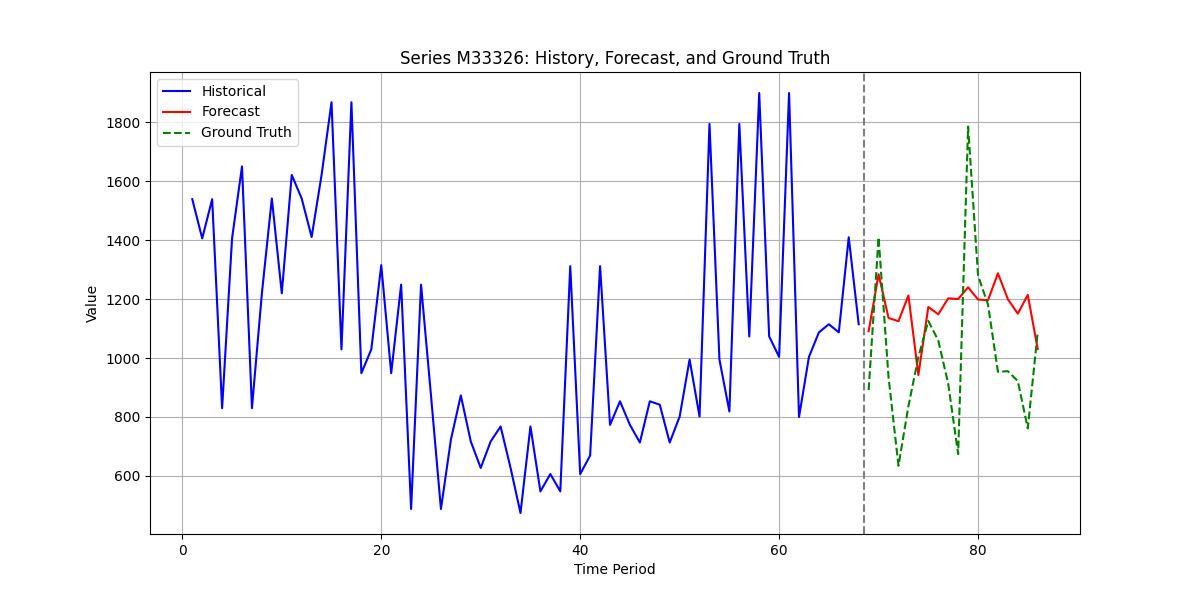 Series M33326: History, Forecast, and Ground Truth
Historical
Forecast
Ground Truth
1800
1600
1400
1200
1000
800
600
Value
0 20 40 60 80
Time Period